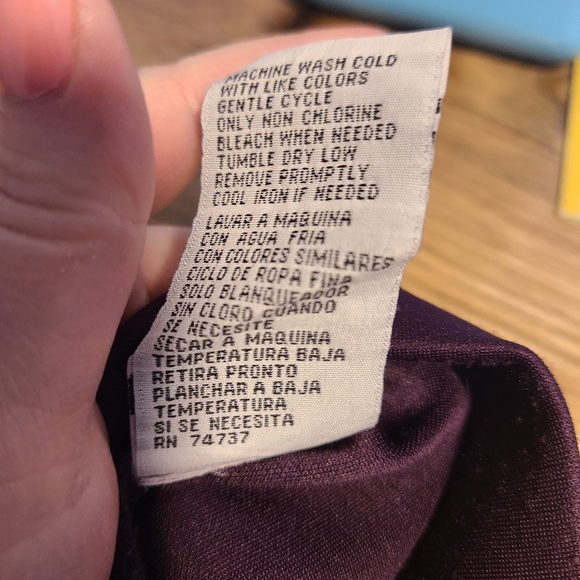 MACHINE WASH COLD
WITH LIKE COLORS
GENTLE CYCLE
ONLY NON CHLORINE
BLEACH WHEN NEEDED
TUMBLE DRY LOW
REMOVE PROMPTLY
COOL IRON IF NEEDED
LAVAR A MAQUINA
CON AGUA FRIA
CON COLORES SIMILARES
CICLO DE ROPA FINA
SOLO BLANQUEADOR
SIN CLORO CUANDO
SE NECESITE
SECAR A MAQUINA
TEMPERATURA BAJA
RETIRA PRONTO
PLANCHAR A BAJA
TEMPERATURA
SI SE NECESITA
RN 74737